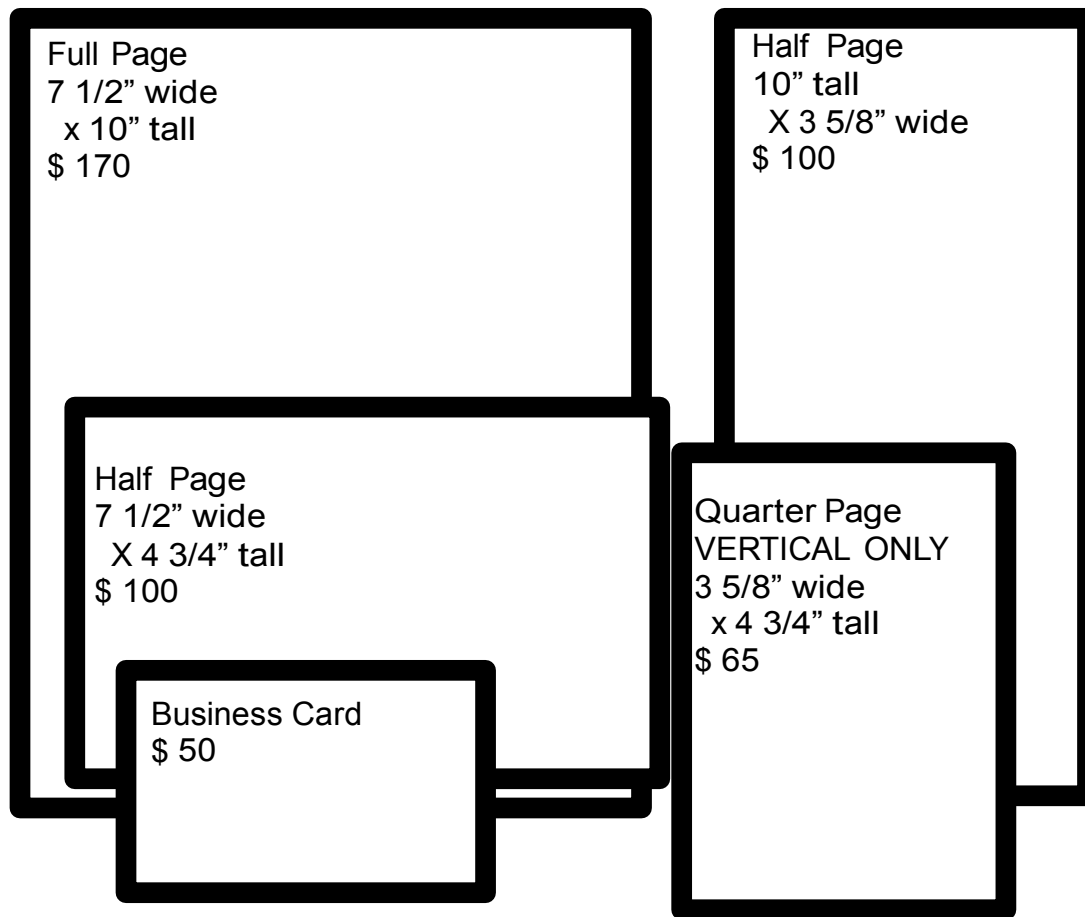 Full Page
7 1/2” wide
x 10” tall
$ 170
Half Page
10” tall
X 3 5/8” wide
$ 100
Half Page
7 1/2” wide
X 4 3/4” tall
$ 100
Quarter Page
VERTICAL ONLY
3 5/8” wide
x 4 3/4” tall
$ 65
Business Card
$ 50